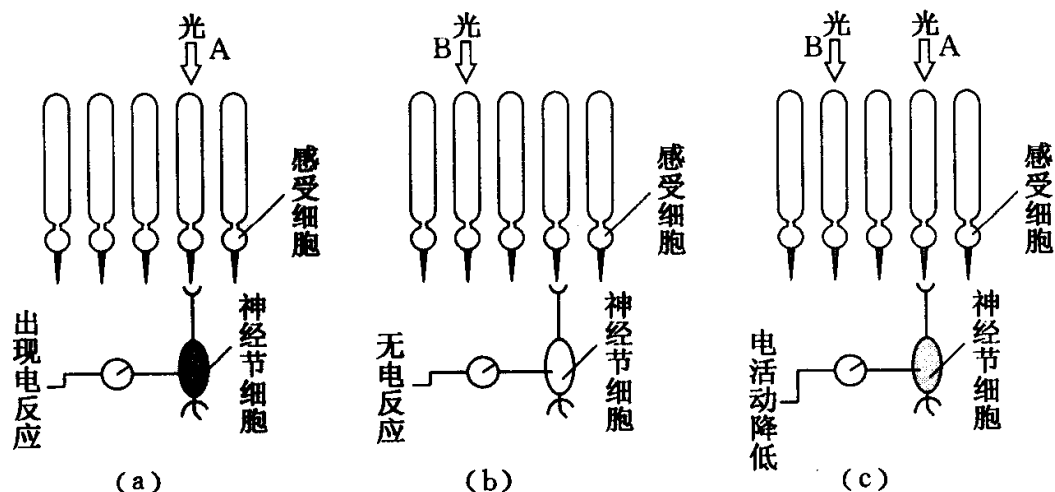 光
A
感受细胞
神经节细胞
出现电反应
(a)
光
B
感受细胞
神经节细胞
无电反应
(b)
光
B
光
A
感受细胞
神经节细胞
电活动降低
(c)